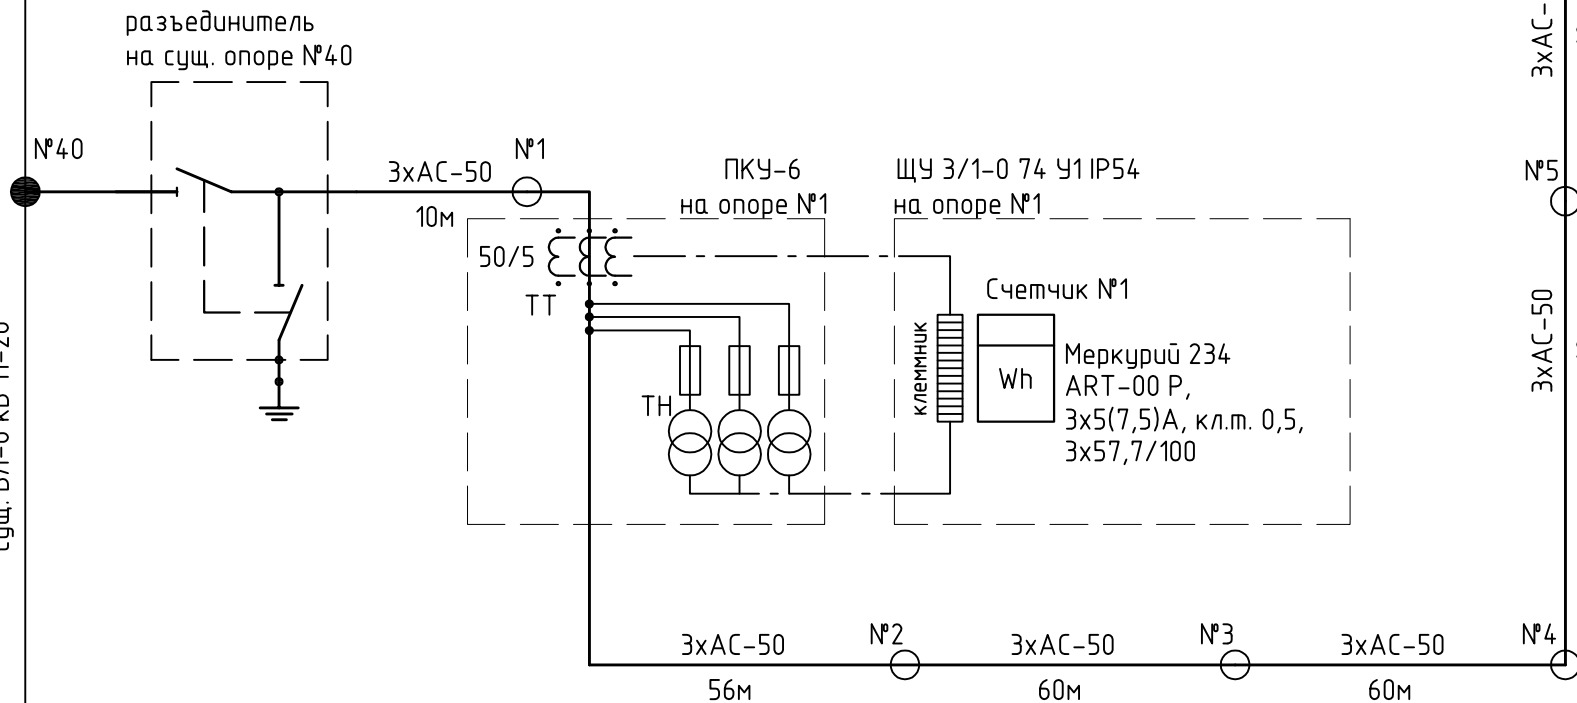 разъединитель
на сущ. опоре №40
№40
3хАС-50
10м
№1
ПКУ-6
на опоре №1
ЩУ 3/1-0 74 У1 IP54
на опоре №1
50/5
ТТ
ТН
клеммник
Счетчик №1
Wh
Меркурий 234
ART-00 P,
3х5(7,5)А, кл.т. 0,5,
3х57,7/100
3хАС-
№5
3хАС-50
3хАС-50
56м
№2
3хАС-50
60м
№3
3хАС-50
60м
№4
сущ.